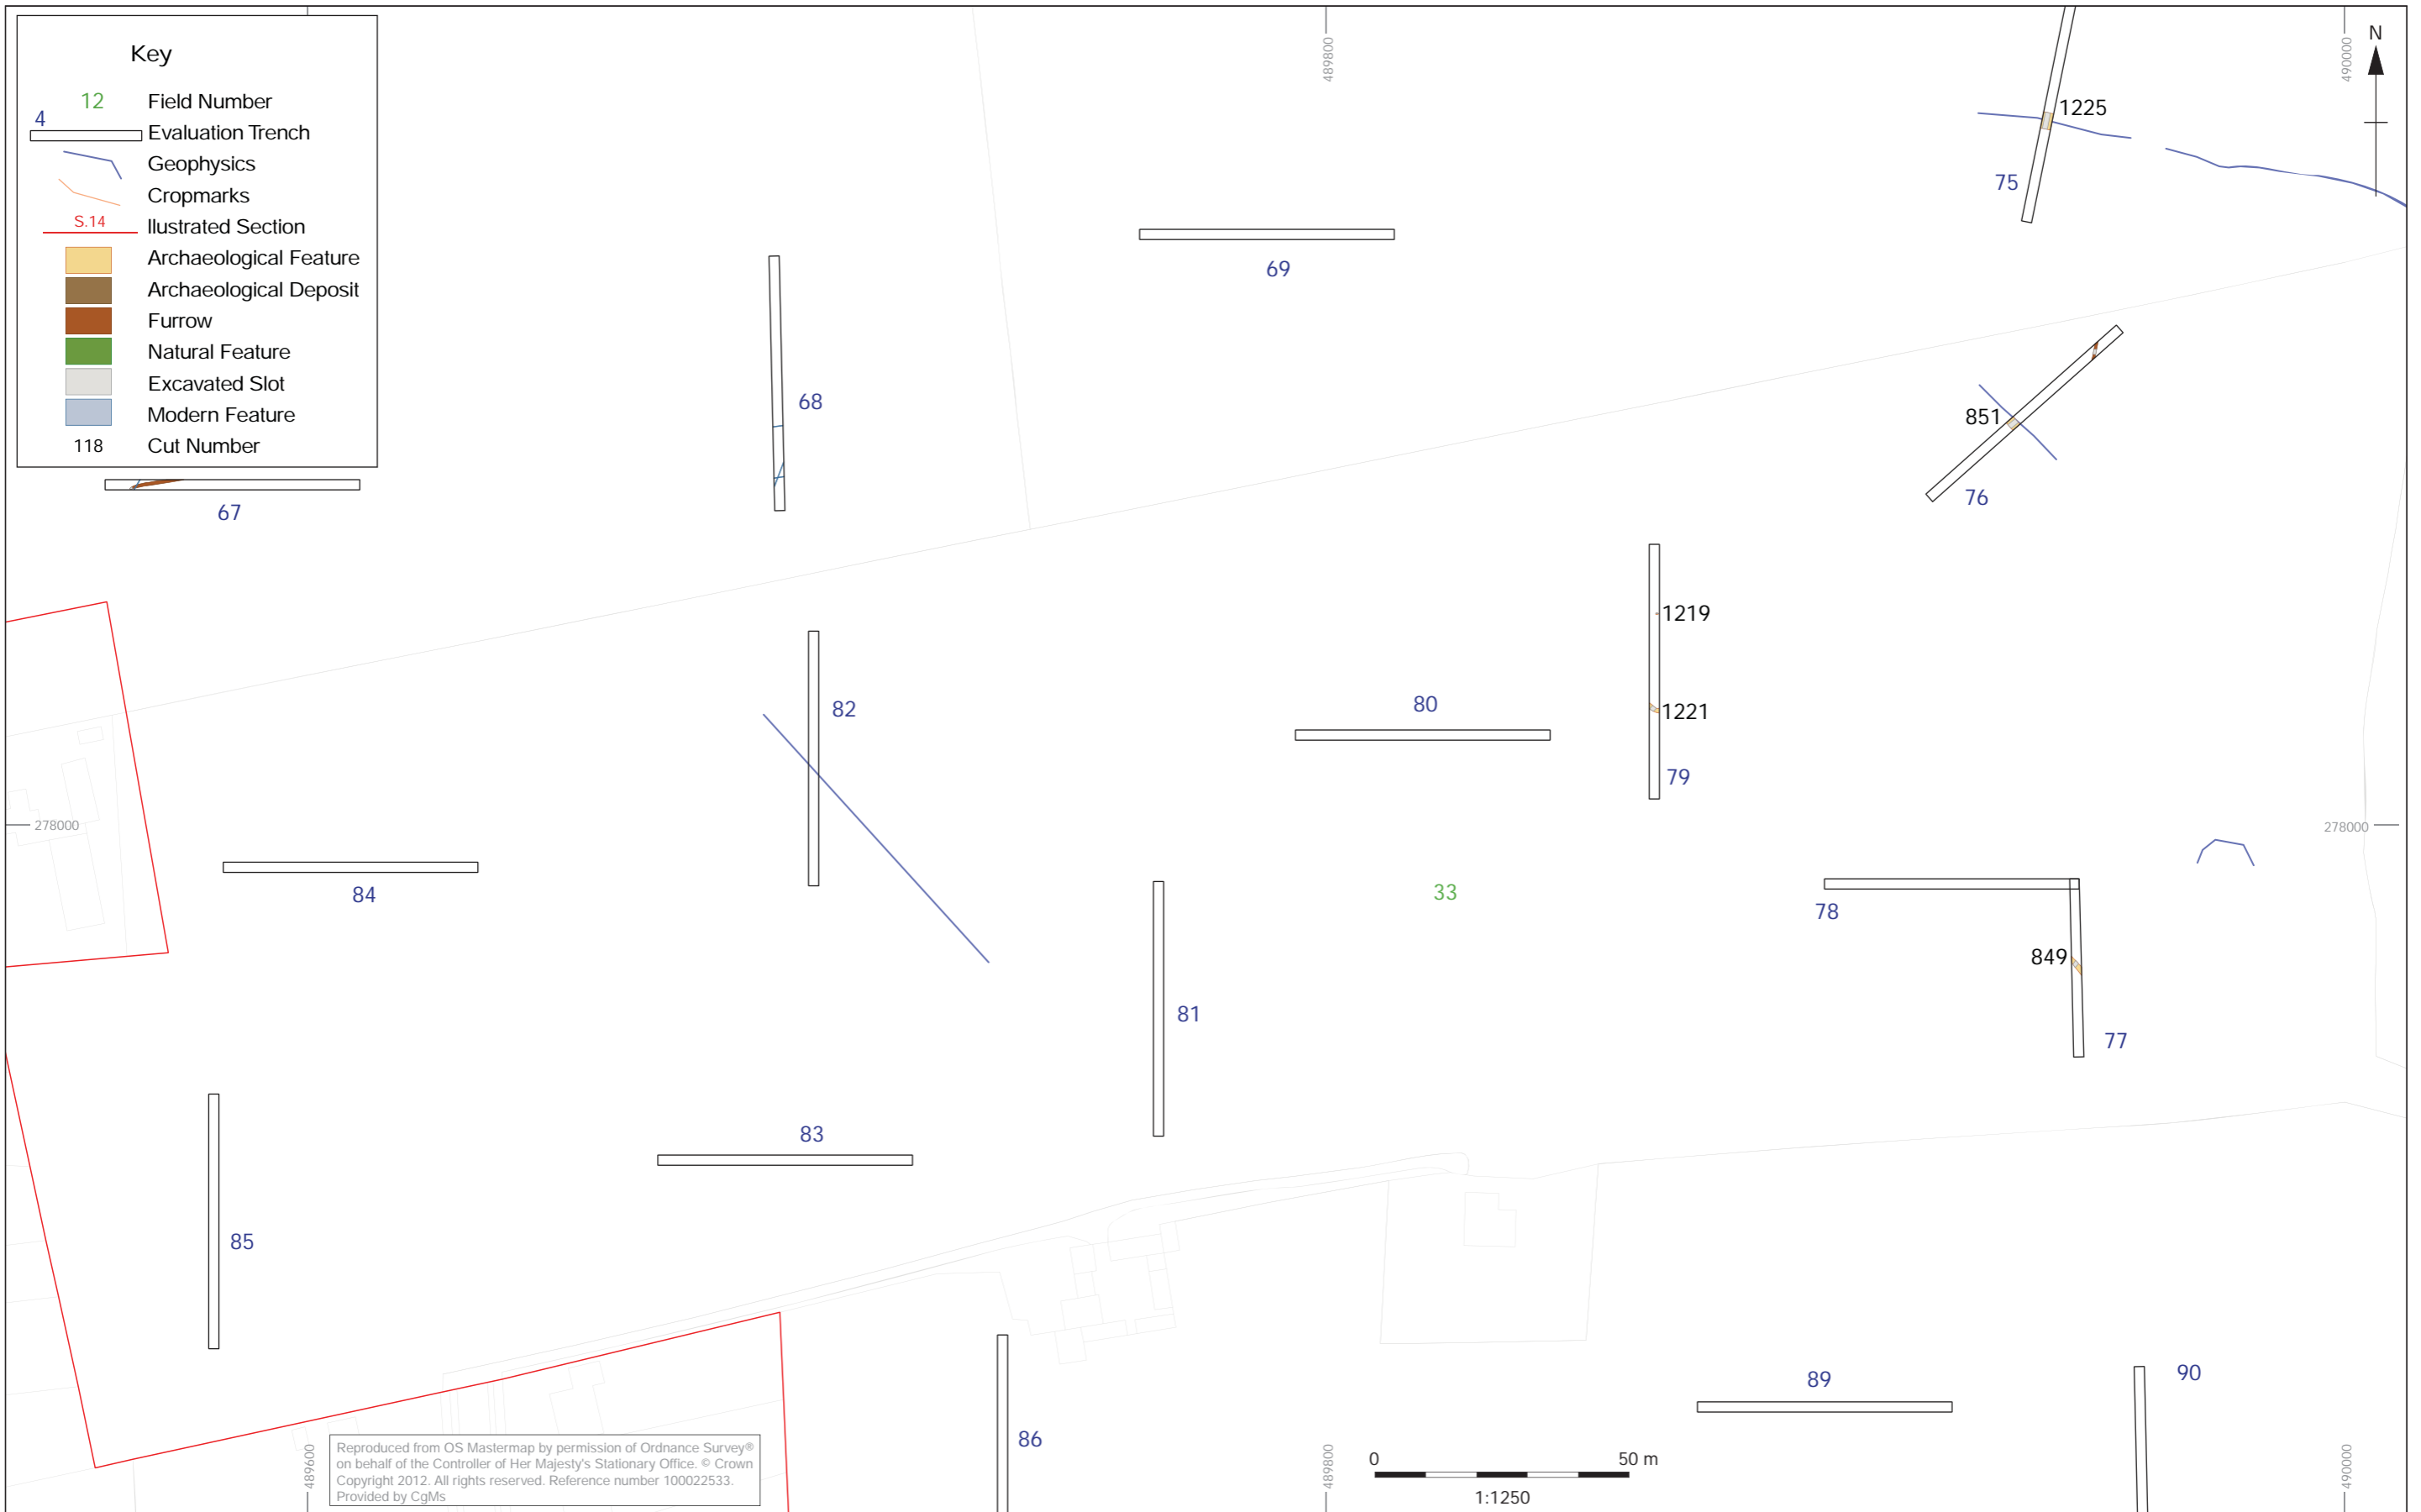 Key
12 Field Number
4 Evaluation Trench
Geophysics
Cropmarks
S.14 llustrated Section
Archaeological Feature
Archaeological Deposit
Furrow
Natural Feature
Excavated Slot
Modern Feature
118 Cut Number
489800
490000
N
1225
75
69
68
851
76
67
1219
1221
79
80
82
278000
278000
84
33
78
849
77
81
83
85
86
89
90
489600
489800
490000
0 50 m
1:1250
Reproduced from OS Mastermap by permission of Ordnance Survey®
on behalf of the Controller of Her Majesty's Stationary Office. © Crown
Copyright 2012. All rights reserved. Reference number 100022533.
Provided by CgMs